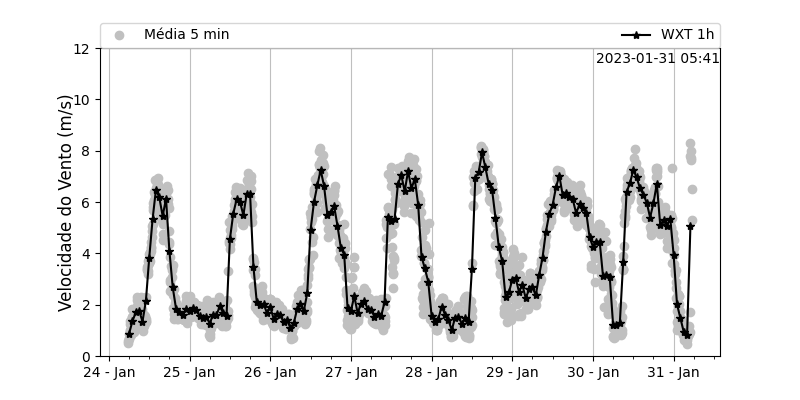 Média 5 min WXT 1h
2023-01-31 05:41
Velocidade do Vento (m/s)
12
10
8
6
4
2
0
24 - Jan 25 - Jan 26 - Jan 27 - Jan 28 - Jan 29 - Jan 30 - Jan 31 - Jan